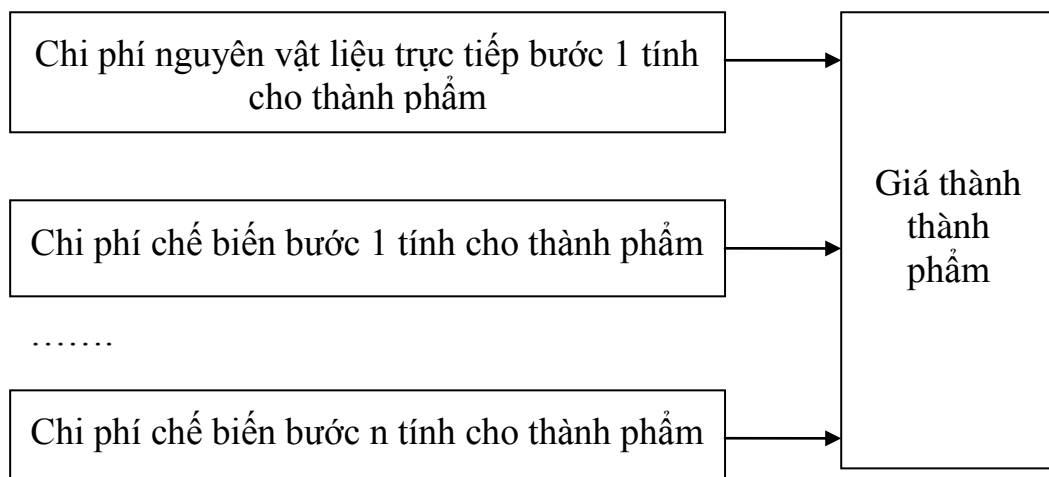 Chi phí nguyên vật liệu trực tiếp bước 1 tính
cho thành phẩm
Chi phí chế biến bước 1 tính cho thành phẩm
…….
Chi phí chế biến bước n tính cho thành phẩm
Giá thành
thành
phẩm